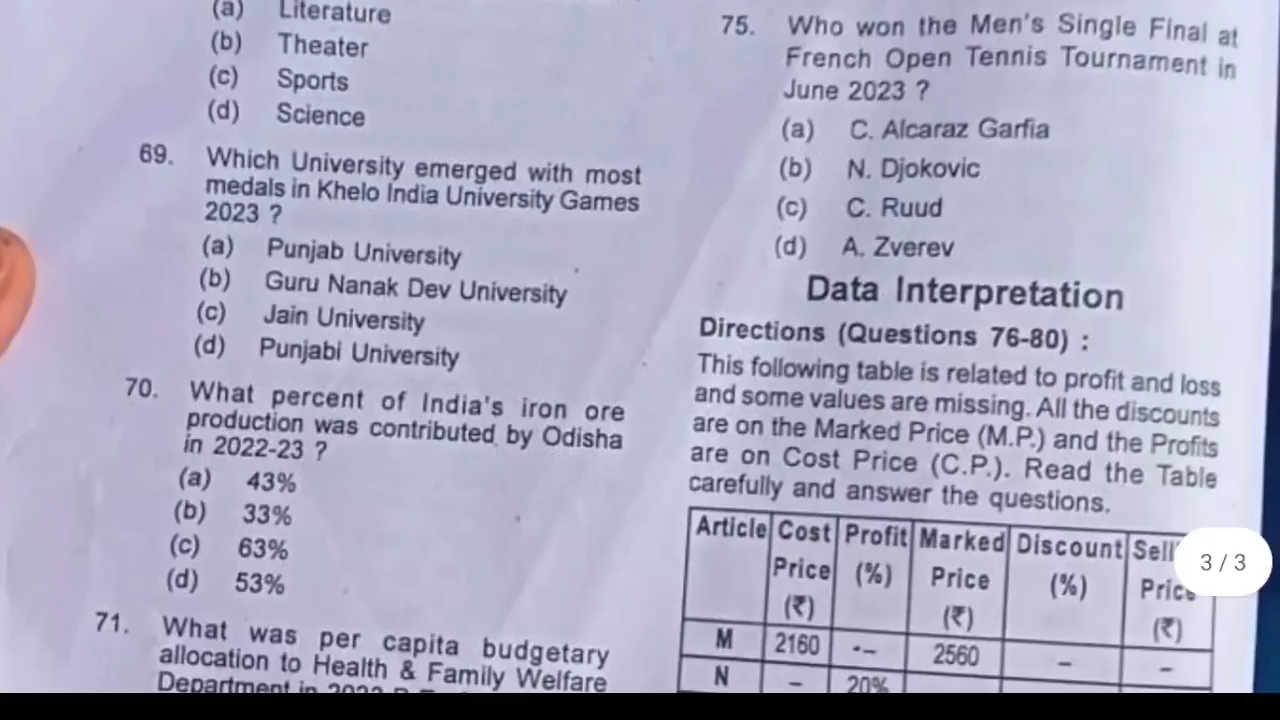 (a) Literature
(b) Theater
(c) Sports
(d) Science
69. Which University emerged with most
medals in Khelo India University Games
2023 ?
(a) Punjab University
(b) Guru Nanak Dev University
(c) Jain University
(d) Punjabi University
70. What percent of India's iron ore
production was contributed by Odisha
in 2022-23 ?
(a) 43%
(b) 33%
(c) 63%
(d) 53%
71. What was per capita budgetary
allocation to Health & Family Welfare
Department in
75. Who won the Men's Single Final at
French Open Tennis Tournament in
June 2023 ?
(a) C. Alcaraz Garfia
(b) N. Djokovic
(c) C. Ruud
(d) A. Zverev
Data Interpretation
Directions (Questions 76-80) :
This following table is related to profit and loss
and some values are missing. All the discounts
are on the Marked Price (M.P.) and the Profits
are on Cost Price (C.P.). Read the Table
carefully and answer the questions.
Article Cost Profit Marked Discount Sell
Price (%) Price (%) Price
(₹) (₹) (₹)
M 2160 -- 2560 – –
N – 20%
3 / 3